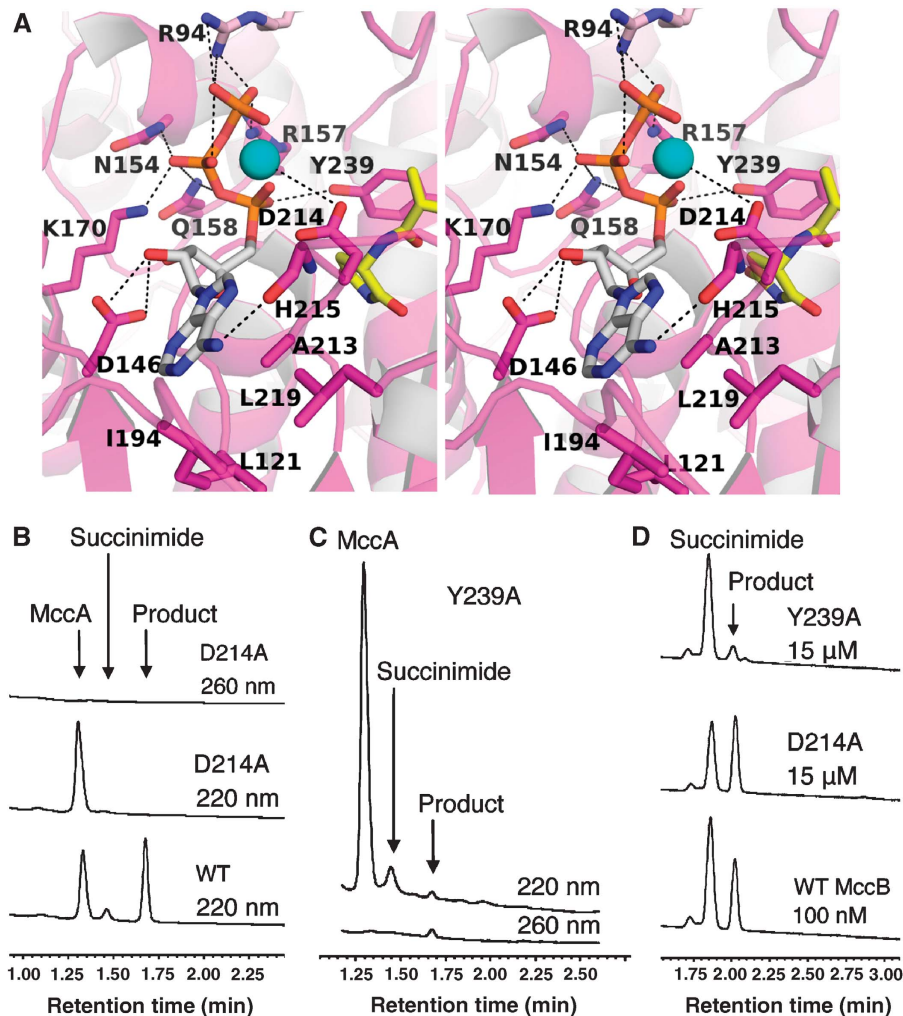 A
R94
R157
N154
Y239
K170
Q158
D214
H215
D146
A213
L219
I194
L121
R94
R157
N154
Y239
K170
Q158
D214
H215
D146
A213
L219
I194
L121
B
Succinimide
MccA
Product
D214A
260 nm
D214A
220 nm
WT
220 nm
1.00 1.25 1.50 1.75 2.00 2.25
Retention time (min)
C
MccA
Y239A
Succinimide
Product
220 nm
260 nm
1.25 1.50 1.75 2.00 2.25 2.50
Retention time (min)
D
Succinimide
Product
Y239A
15 µM
D214A
15 µM
WT MccB
100 nM
1.75 2.00 2.25 2.50 2.75 3.00
Retention time (min)